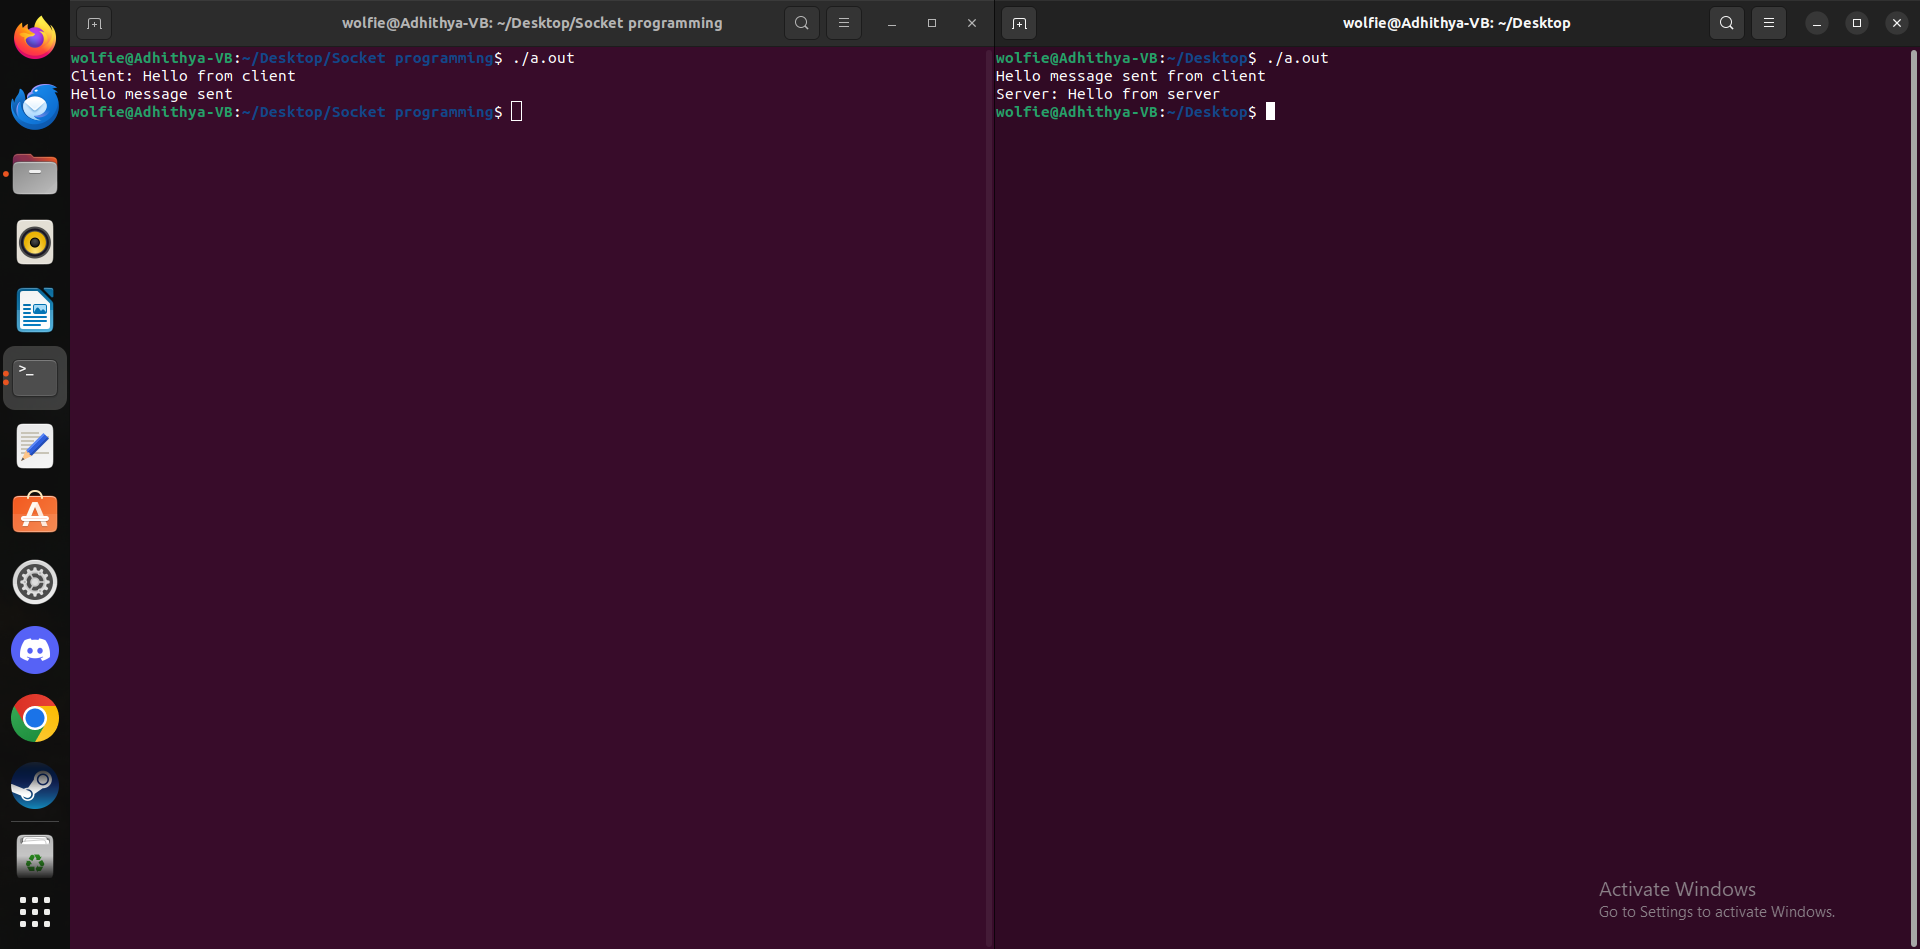 wolfie@Adhithya-VB: ~/Desktop/Socket programming
wolfie@Adhithya-VB:~/Desktop/Socket programming$ ./a.out
Client: Hello from client
Hello message sent
wolfie@Adhithya-VB:~/Desktop/Socket programming$
wolfie@Adhithya-VB: ~/Desktop
wolfie@Adhithya-VB:~/Desktop$ ./a.out
Hello message sent from client
Server: Hello from server
wolfie@Adhithya-VB:~/Desktop$
>_
Activate Windows
Go to Settings to activate Windows.